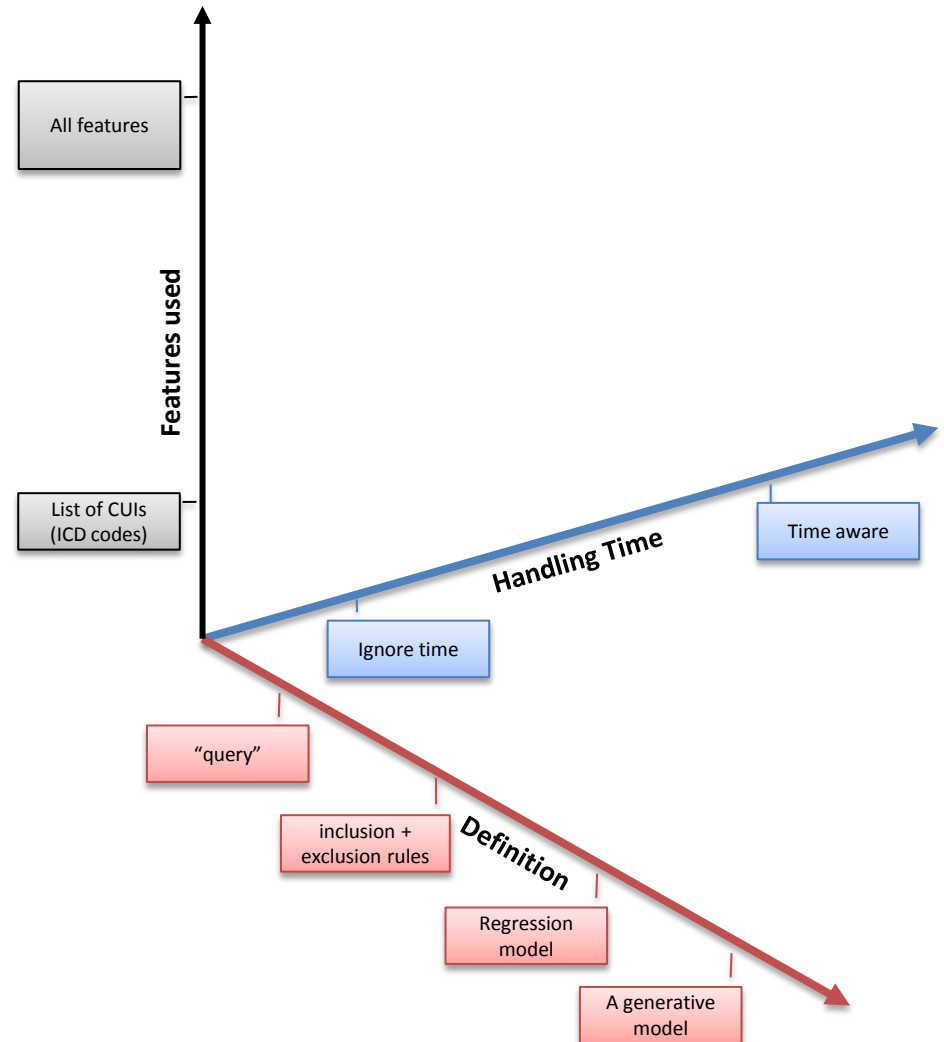 All features
Features used
List of CUIs
(ICD codes)
Handling Time
Time aware
Ignore time
“query”
inclusion +
exclusion rules
Definition
Regression
model
A generative
model